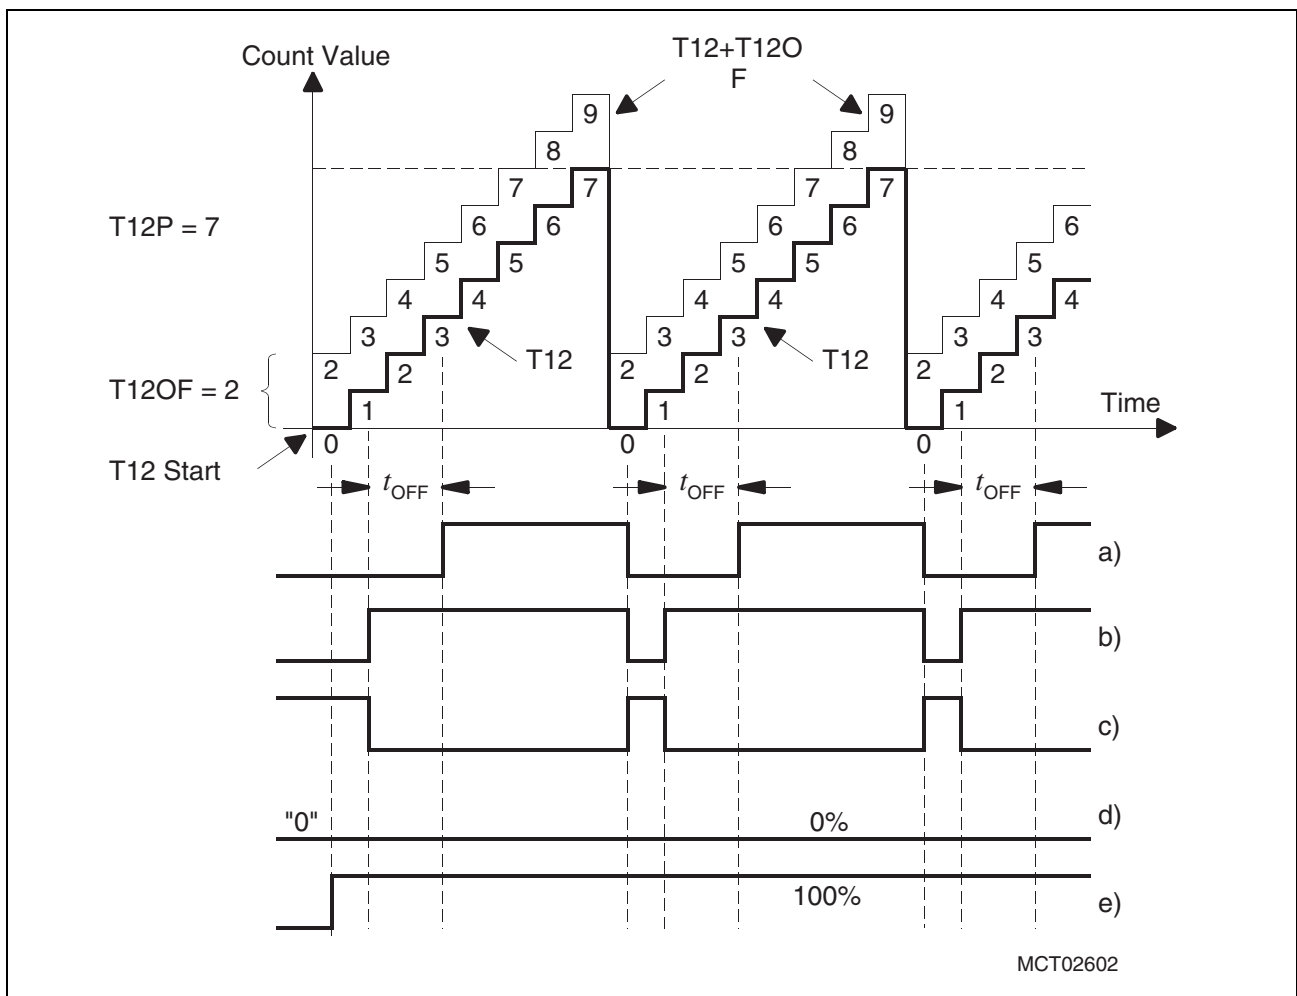 T12+T12O
F
Count Value
9 9
8 8
7 7 7 7
T12P = 7
6 6 6 6 6
5 5 5 5 5
4 4 4 4 4 4
3 3 T12 3 3 T12 3 3
T12OF = 2
2 2 2 2 2 2
1 1 1
Time
0 0 0
T12 Start
tOFF tOFF tOFF
a)
b)
c)
"0" 0% d)
100% e)
MCT02602